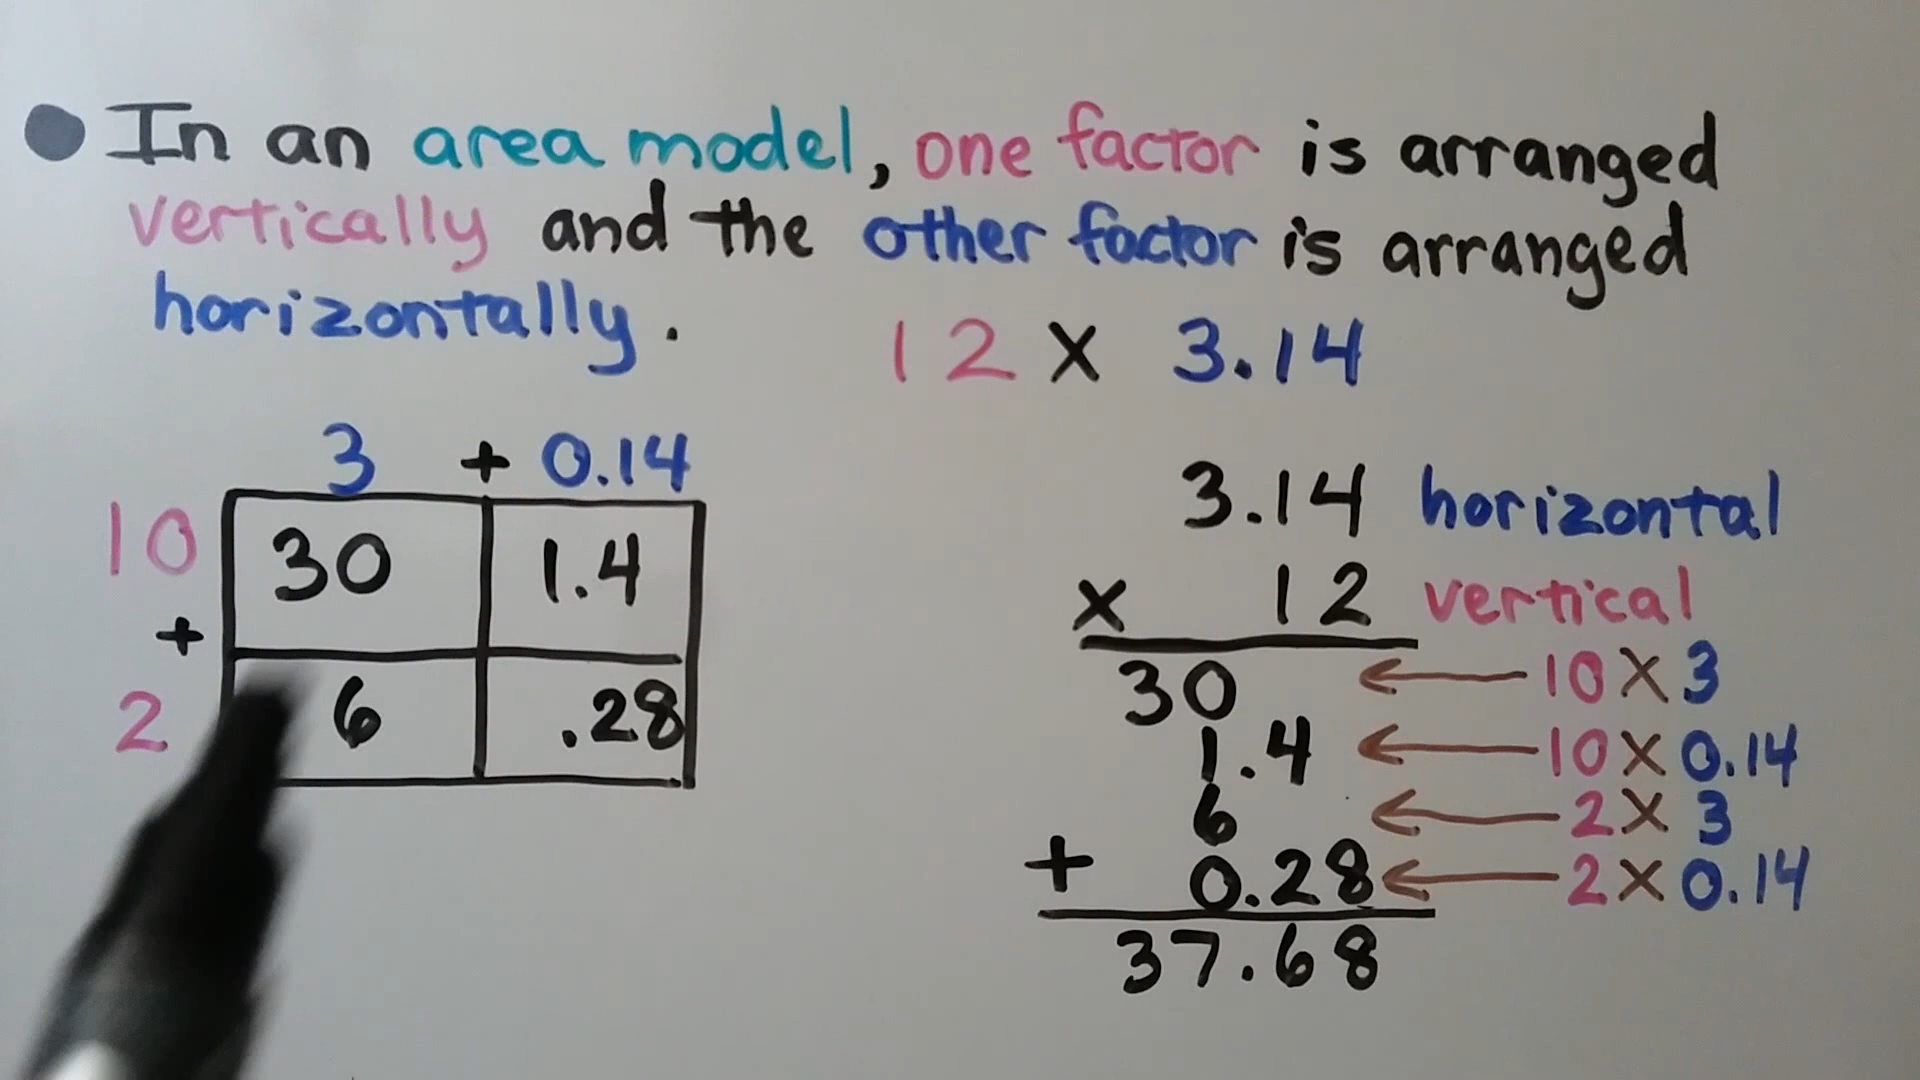 In an area model, one factor is arranged
vertically and the other factor is arranged
horizontally.
12 x 3.14
3 + 0.14
10 30 1.4
+
2 6 .28
3.14 horizontal
x 12 vertical
30 ← 10 x 3
1.4 ← 10 x 0.14
6 ← 2 x 3
+ 0.28 ← 2 x 0.14
37.68